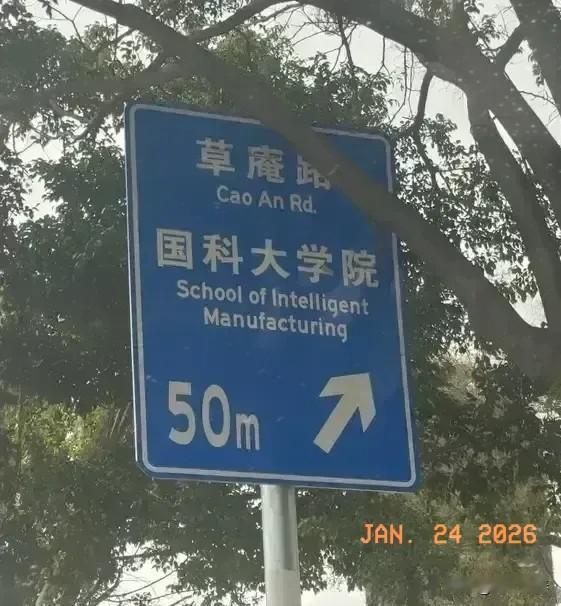 草庵路
Cao An Rd.
国科大学院
School of Intelligent
Manufacturing
50m
JAN. 24 2026